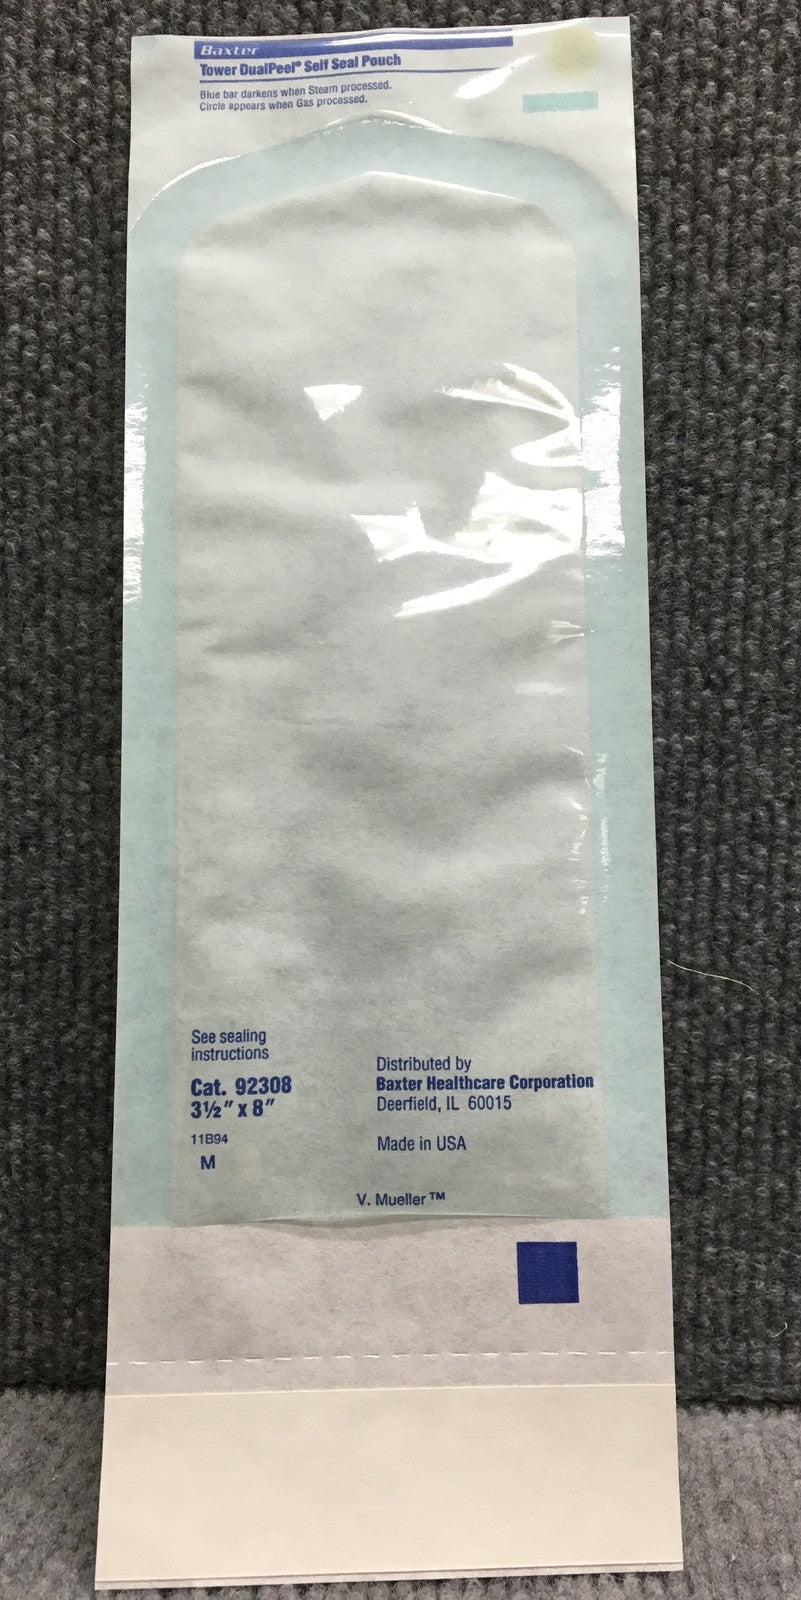 Baxter
Tower DualPeel® Self Seal Pouch
Blue bar darkens when Steam processed.
Circle appears when Gas processed.
See sealing
instructions
Cat. 92308
3½" x 8"
11B94
M
Distributed by
Baxter Healthcare Corporation
Deerfield, IL 60015
Made in USA
V. Mueller™